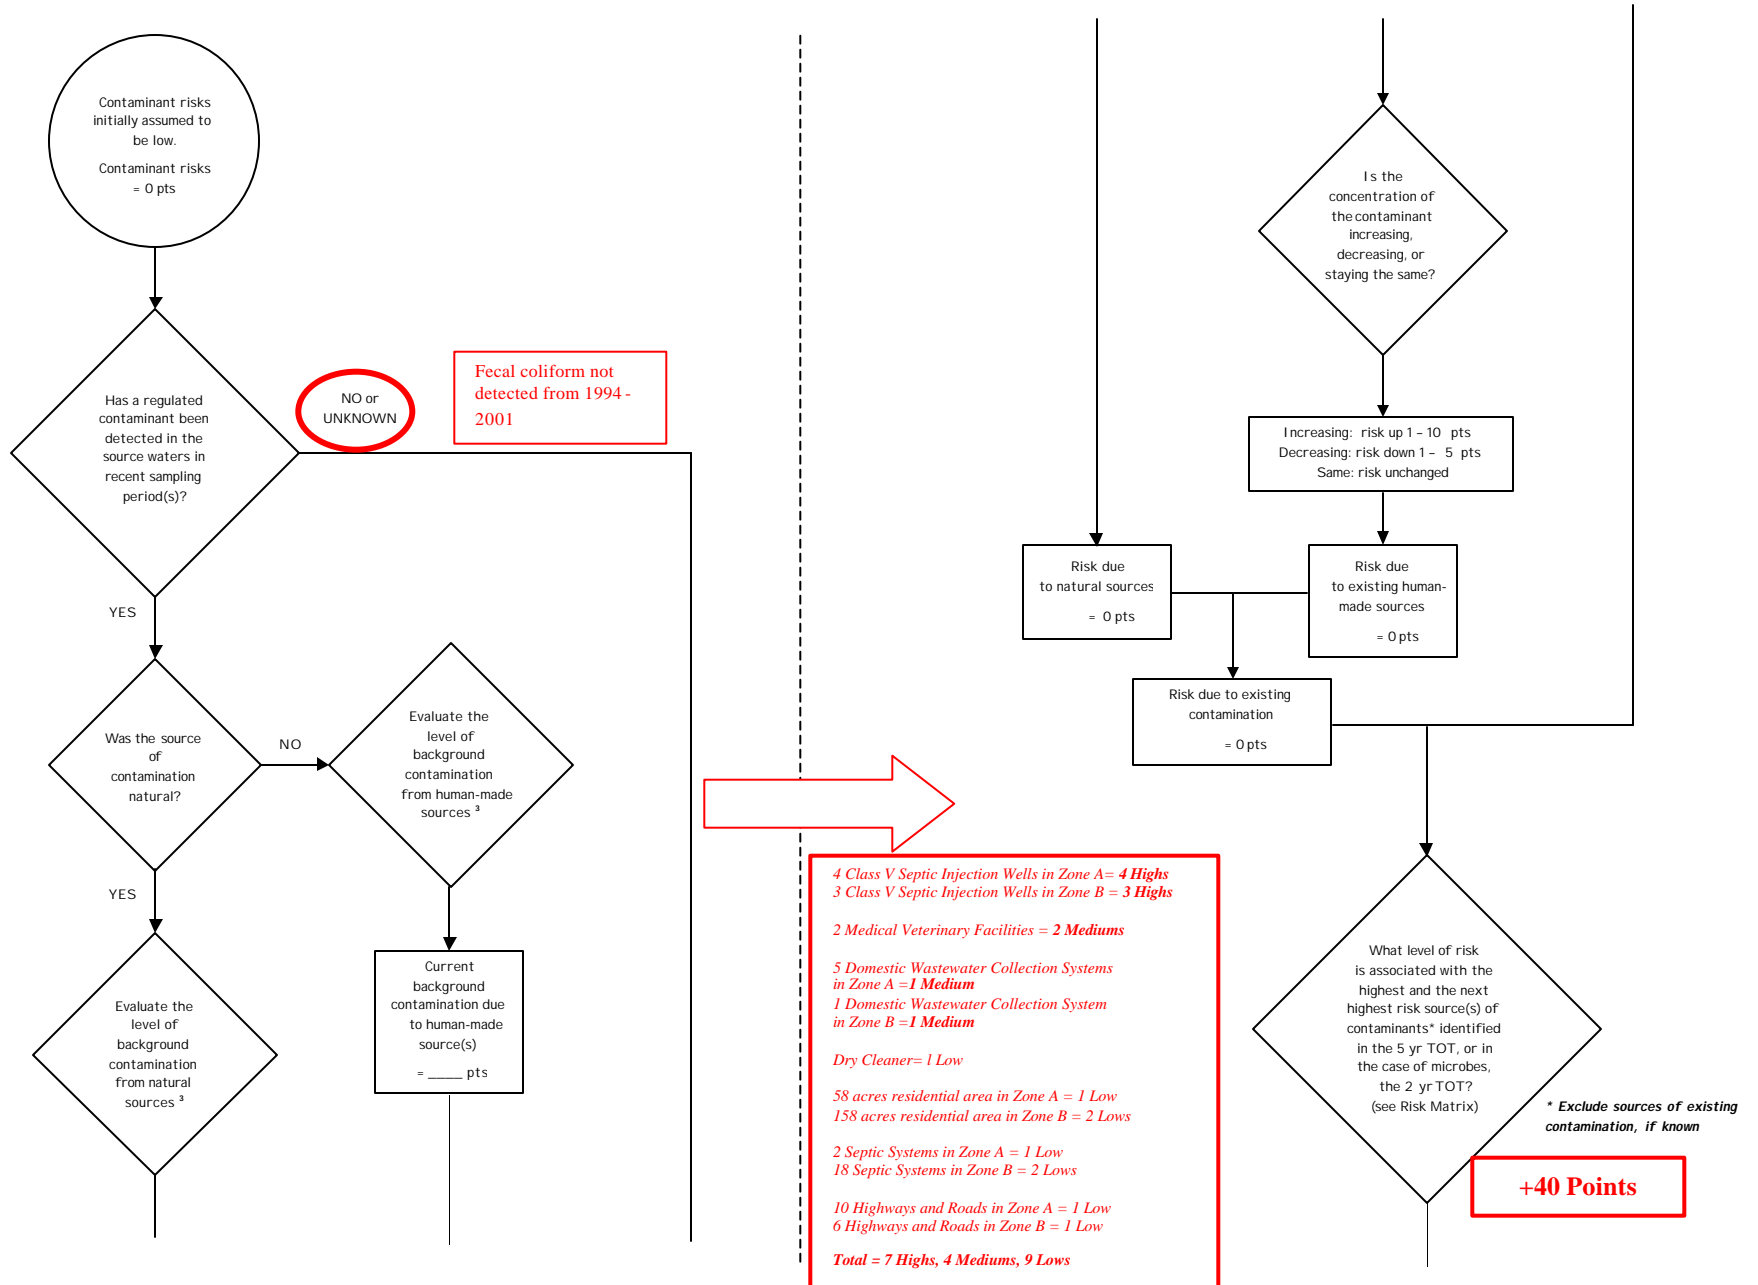 Contaminant risks
initially assumed to
be low.
Contaminant risks
= 0 pts
Has a regulated
contaminant been
detected in the
source waters in
recent sampling
period(s)?
NO or
UNKNOWN
Fecal coliform not
detected from 1994 -
2001
YES
Was the source
of
contamination
natural?
NO
Evaluate the
level of
background
contamination
from human-made
sources ³
YES
Evaluate the
level of
background
contamination
from natural
sources ³
Current
background
contamination due
to human-made
source(s)
= ____ pts
Is the
concentration of
the contaminant
increasing,
decreasing, or
staying the same?
Increasing: risk up 1 – 10 pts
Decreasing: risk down 1 – 5 pts
Same: risk unchanged
Risk due
to natural sources
= 0 pts
Risk due
to existing human-
made sources
= 0 pts
Risk due to existing
contamination
= 0 pts
4 Class V Septic Injection Wells in Zone A= 4 Highs
3 Class V Septic Injection Wells in Zone B = 3 Highs
2 Medical Veterinary Facilities = 2 Mediums
5 Domestic Wastewater Collection Systems
in Zone A =1 Medium
1 Domestic Wastewater Collection System
in Zone B =1 Medium
Dry Cleaner= l Low
58 acres residential area in Zone A = 1 Low
158 acres residential area in Zone B = 2 Lows
2 Septic Systems in Zone A = 1 Low
18 Septic Systems in Zone B = 2 Lows
10 Highways and Roads in Zone A = 1 Low
6 Highways and Roads in Zone B = 1 Low
Total = 7 Highs, 4 Mediums, 9 Lows
What level of risk
is associated with the
highest and the next
highest risk source(s) of
contaminants* identified
in the 5 yr TOT, or in
the case of microbes,
the 2 yr TOT?
(see Risk Matrix)
* Exclude sources of existing
contamination, if known
+40 Points